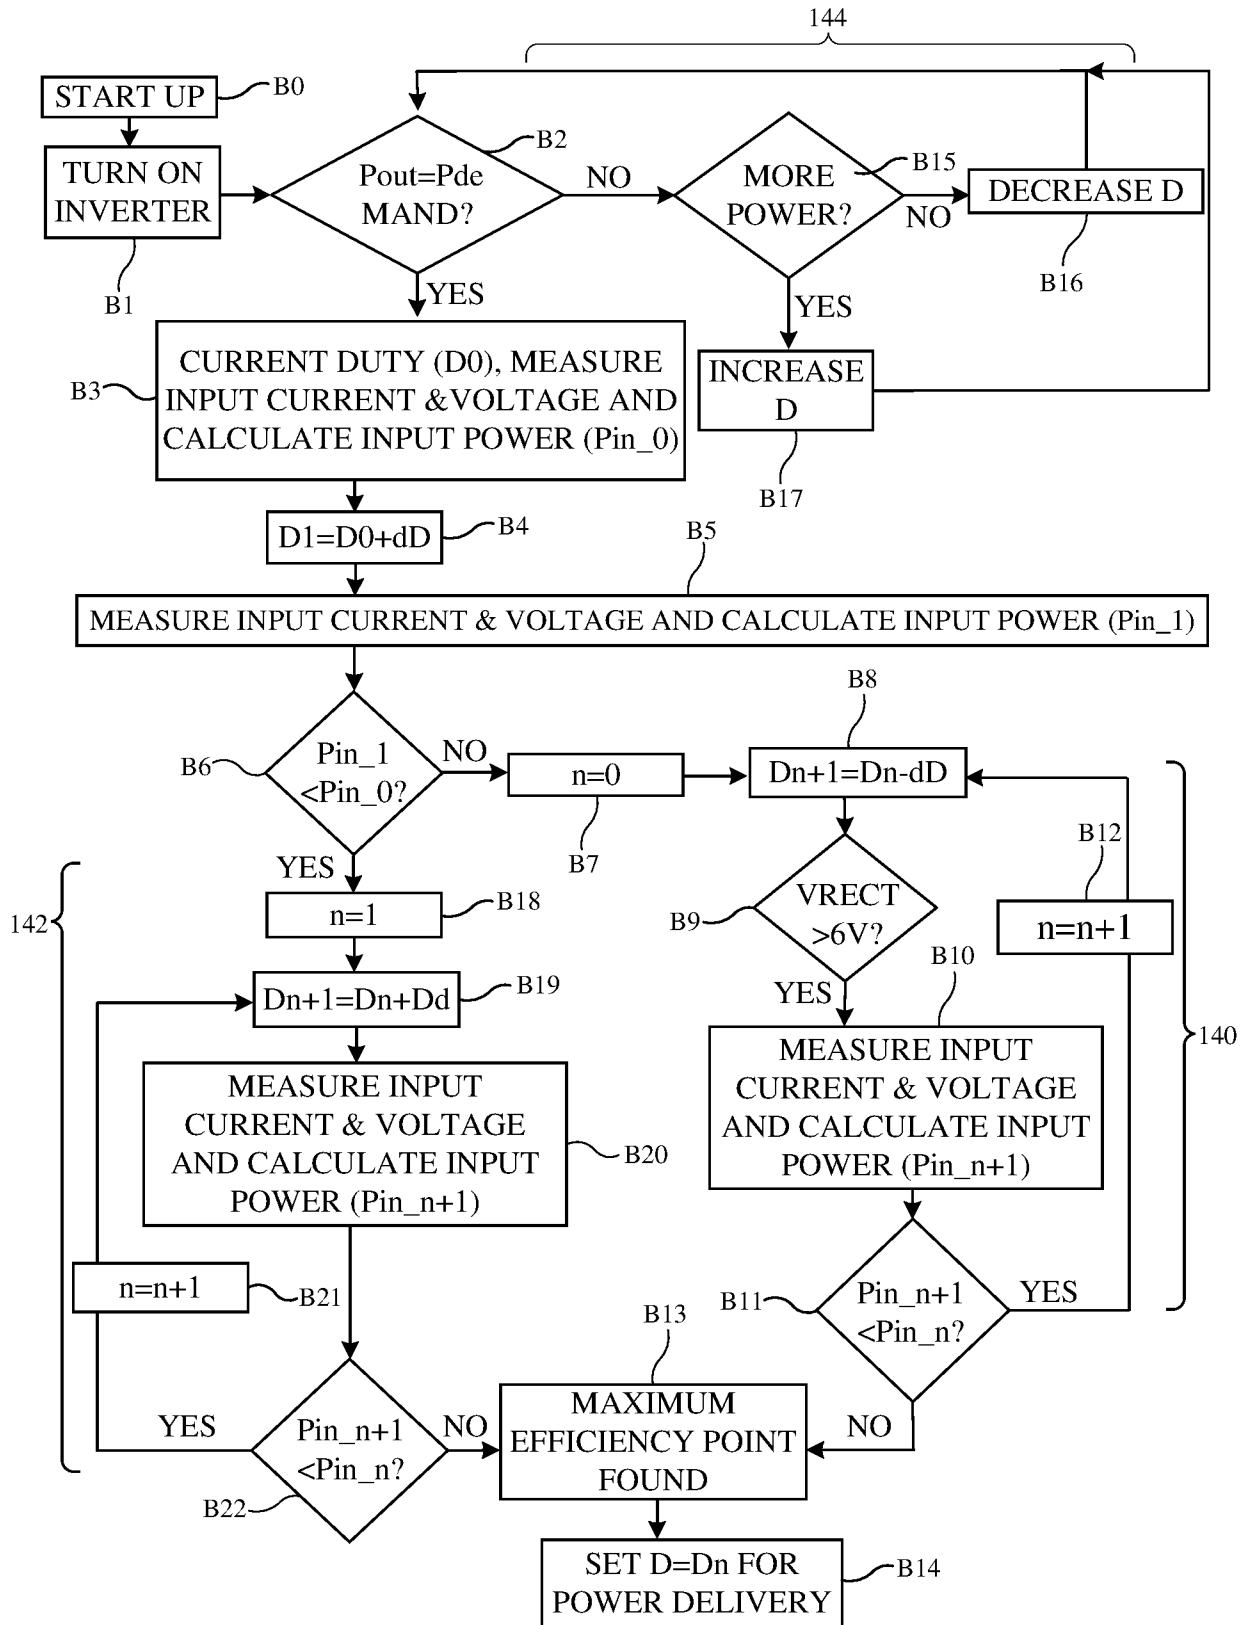 144
START UP
B0
TURN ON
INVERTER
B1
Pout=Pde
MAND?
B2
NO
YES
MORE
POWER?
B15
NO
YES
DECREASE D
B16
INCREASE
D
B17
CURRENT DUTY (D0), MEASURE
INPUT CURRENT &VOLTAGE AND
CALCULATE INPUT POWER (Pin_0)
B3
D1=D0+dD
B4
B5
MEASURE INPUT CURRENT & VOLTAGE AND CALCULATE INPUT POWER (Pin_1)
Pin_1
<Pin_0?
B6
NO
YES
n=0
B7
B8
Dn+1=Dn-dD
VRECT
>6V?
B9
YES
B12
n=n+1
B10
MEASURE INPUT
CURRENT & VOLTAGE
AND CALCULATE INPUT
POWER (Pin_n+1)
140
Pin_n+1
<Pin_n?
B11
YES
NO
142
n=1
B18
Dn+1=Dn+Dd
B19
MEASURE INPUT
CURRENT & VOLTAGE
AND CALCULATE INPUT
POWER (Pin_n+1)
B20
n=n+1
B21
Pin_n+1
<Pin_n?
B22
YES
NO
B13
MAXIMUM
EFFICIENCY POINT
FOUND
SET D=Dn FOR
POWER DELIVERY
B14